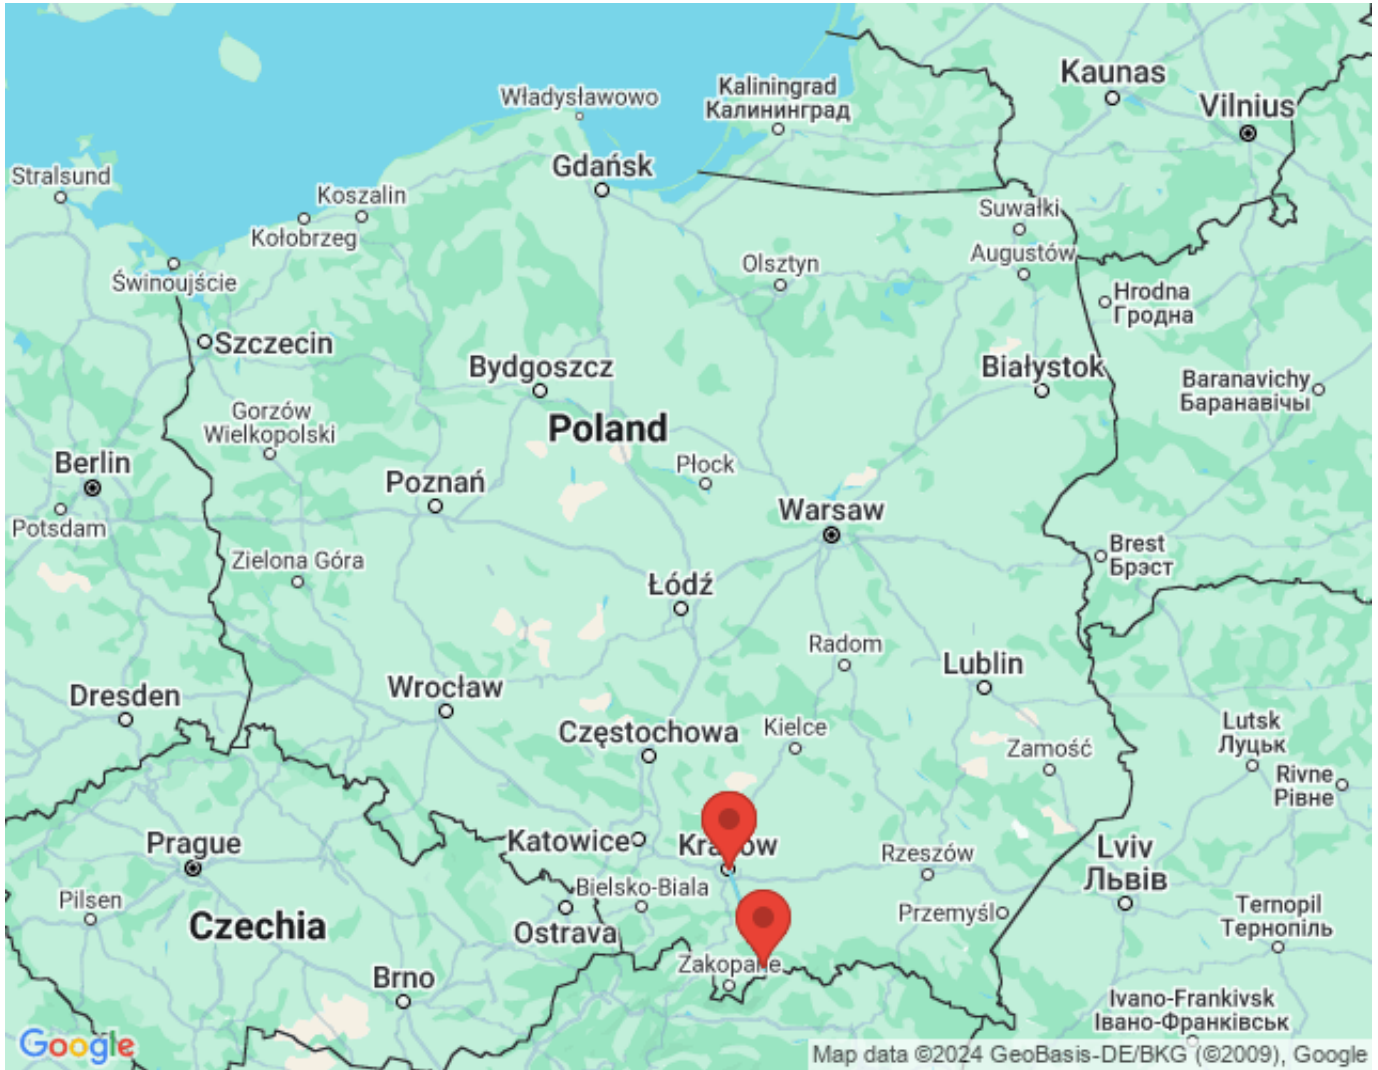 Kaunas
Kaliningrad
Калининград
Władysławowo
Vilnius
Gdańsk
Stralsund
Koszalin
Suwałki
Kołobrzeg
Augustów
Olsztyn
Świnoujście
Hrodna
Гродна
Szczecin
Bydgoszcz
Białystok
Baranavichy
Баранавічы
Gorzów
Wielkopolski
Poland
Berlin
Płock
Poznań
Warsaw
Potsdam
Brest
Брэст
Zielona Góra
Łódź
Radom
Lublin
Wrocław
Dresden
Częstochowa
Kielce
Lutsk
Луцьк
Zamość
Rivne
Рівне
Prague
Katowice
Lviv
Львів
Rzeszów
Bielsko-Biala
Pilsen
Przemyśl
Ternopil
Тернопіль
Czechia
Ostrava
Zakopane
Brno
Ivano-Frankivsk
Івано-Франківськ
Google
Map data ©2024 GeoBasis-DE/BKG (©2009), Google